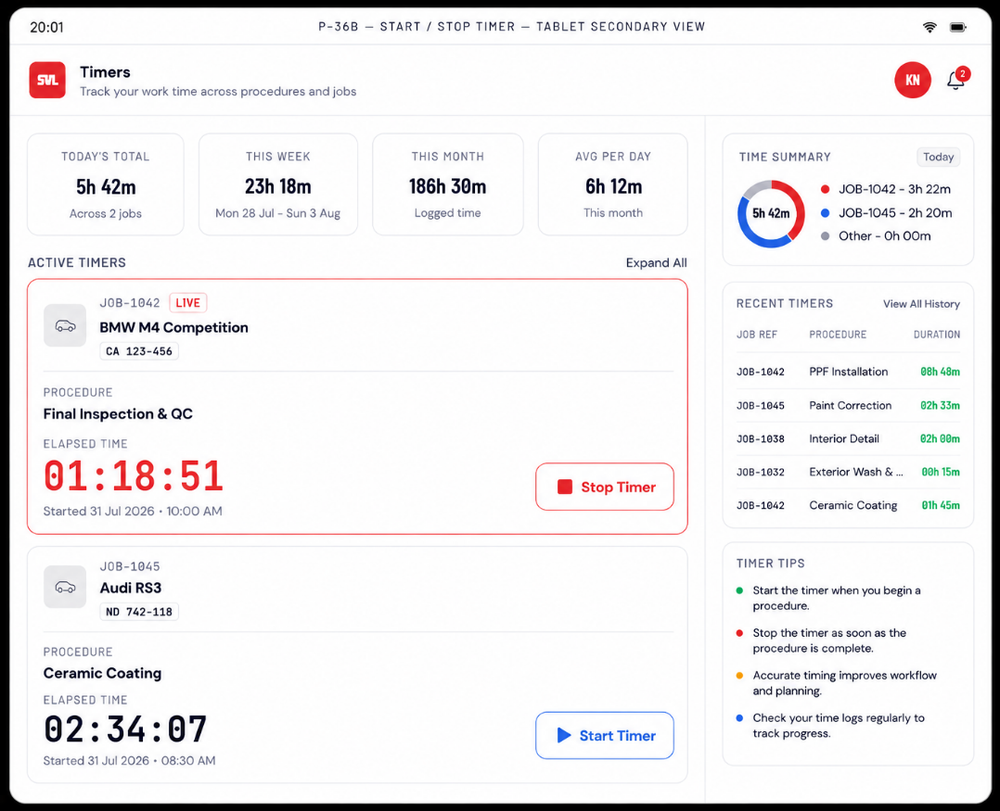 20:01
P-36B — START / STOP TIMER — TABLET SECONDARY VIEW
SVL
Timers
Track your work time across procedures and jobs
KN
2
TODAY'S TOTAL
5h 42m
Across 2 jobs
THIS WEEK
23h 18m
Mon 28 Jul - Sun 3 Aug
THIS MONTH
186h 30m
Logged time
AVG PER DAY
6h 12m
This month
ACTIVE TIMERS
Expand All
JOB-1042 LIVE
BMW M4 Competition
CA 123-456
PROCEDURE
Final Inspection & QC
ELAPSED TIME
01:18:51
Started 31 Jul 2026 • 10:00 AM
Stop Timer
JOB-1045
Audi RS3
ND 742-118
PROCEDURE
Ceramic Coating
ELAPSED TIME
02:34:07
Started 31 Jul 2026 • 08:30 AM
Start Timer
TIME SUMMARY
Today
5h 42m
JOB-1042 - 3h 22m
JOB-1045 - 2h 20m
Other - 0h 00m
RECENT TIMERS
View All History
JOB REF PROCEDURE DURATION
JOB-1042 PPF Installation 08h 48m
JOB-1045 Paint Correction 02h 33m
JOB-1038 Interior Detail 02h 00m
JOB-1032 Exterior Wash & ... 00h 15m
JOB-1042 Ceramic Coating 01h 45m
TIMER TIPS
Start the timer when you begin a
procedure.
Stop the timer as soon as the
procedure is complete.
Accurate timing improves workflow
and planning.
Check your time logs regularly to
track progress.